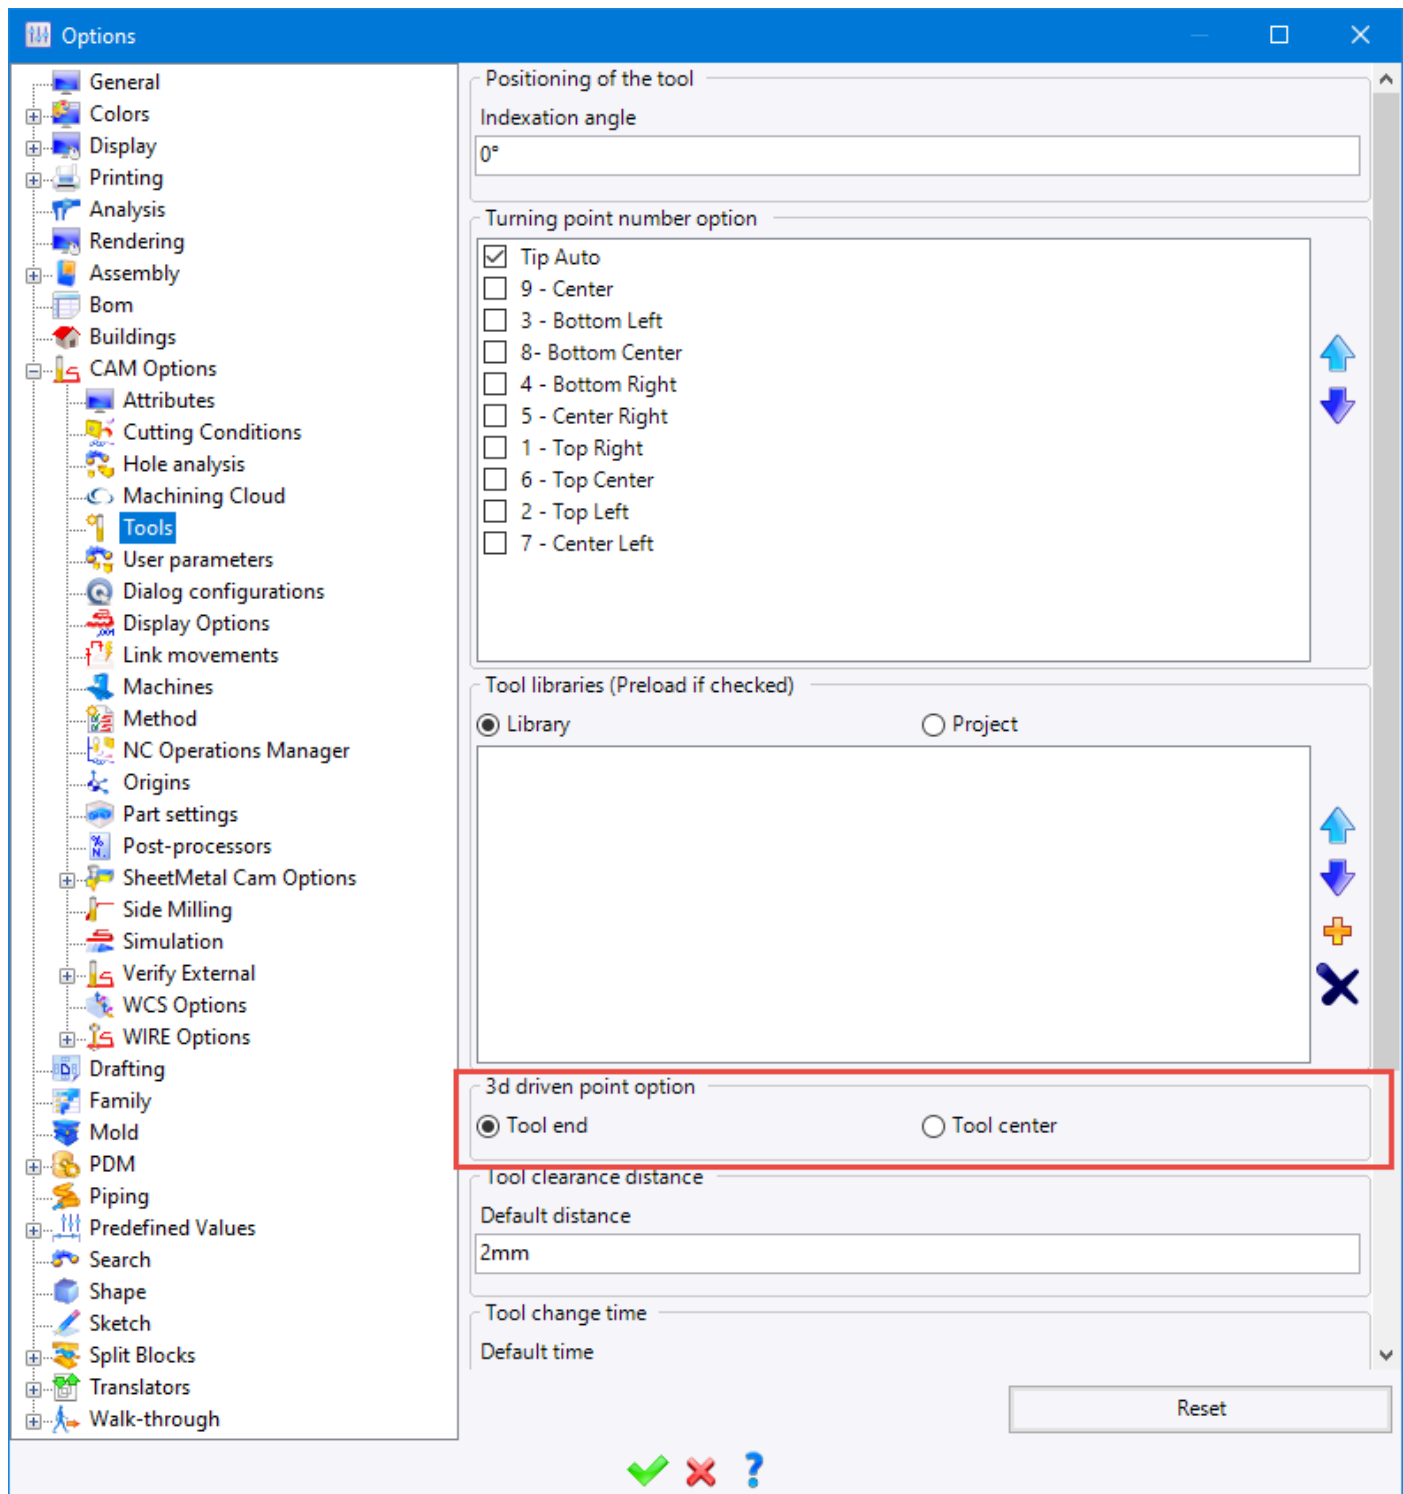 Options
General
Colors
Display
Printing
Analysis
Rendering
Assembly
Bom
Buildings
CAM Options
Attributes
Cutting Conditions
Hole analysis
Machining Cloud
Tools
User parameters
Dialog configurations
Display Options
Link movements
Machines
Method
NC Operations Manager
Origins
Part settings
Post-processors
SheetMetal Cam Options
Side Milling
Simulation
Verify External
WCS Options
WIRE Options
Drafting
Family
Mold
PDM
Piping
Predefined Values
Search
Shape
Sketch
Split Blocks
Translators
Walk-through
Positioning of the tool
Indexation angle
0°
Turning point number option
Tip Auto
9 - Center
3 - Bottom Left
8- Bottom Center
4 - Bottom Right
5 - Center Right
1 - Top Right
6 - Top Center
2 - Top Left
7 - Center Left
Tool libraries (Preload if checked)
Library Project
3d driven point option
Tool end Tool center
Tool clearance distance
Default distance
2mm
Tool change time
Default time
Reset